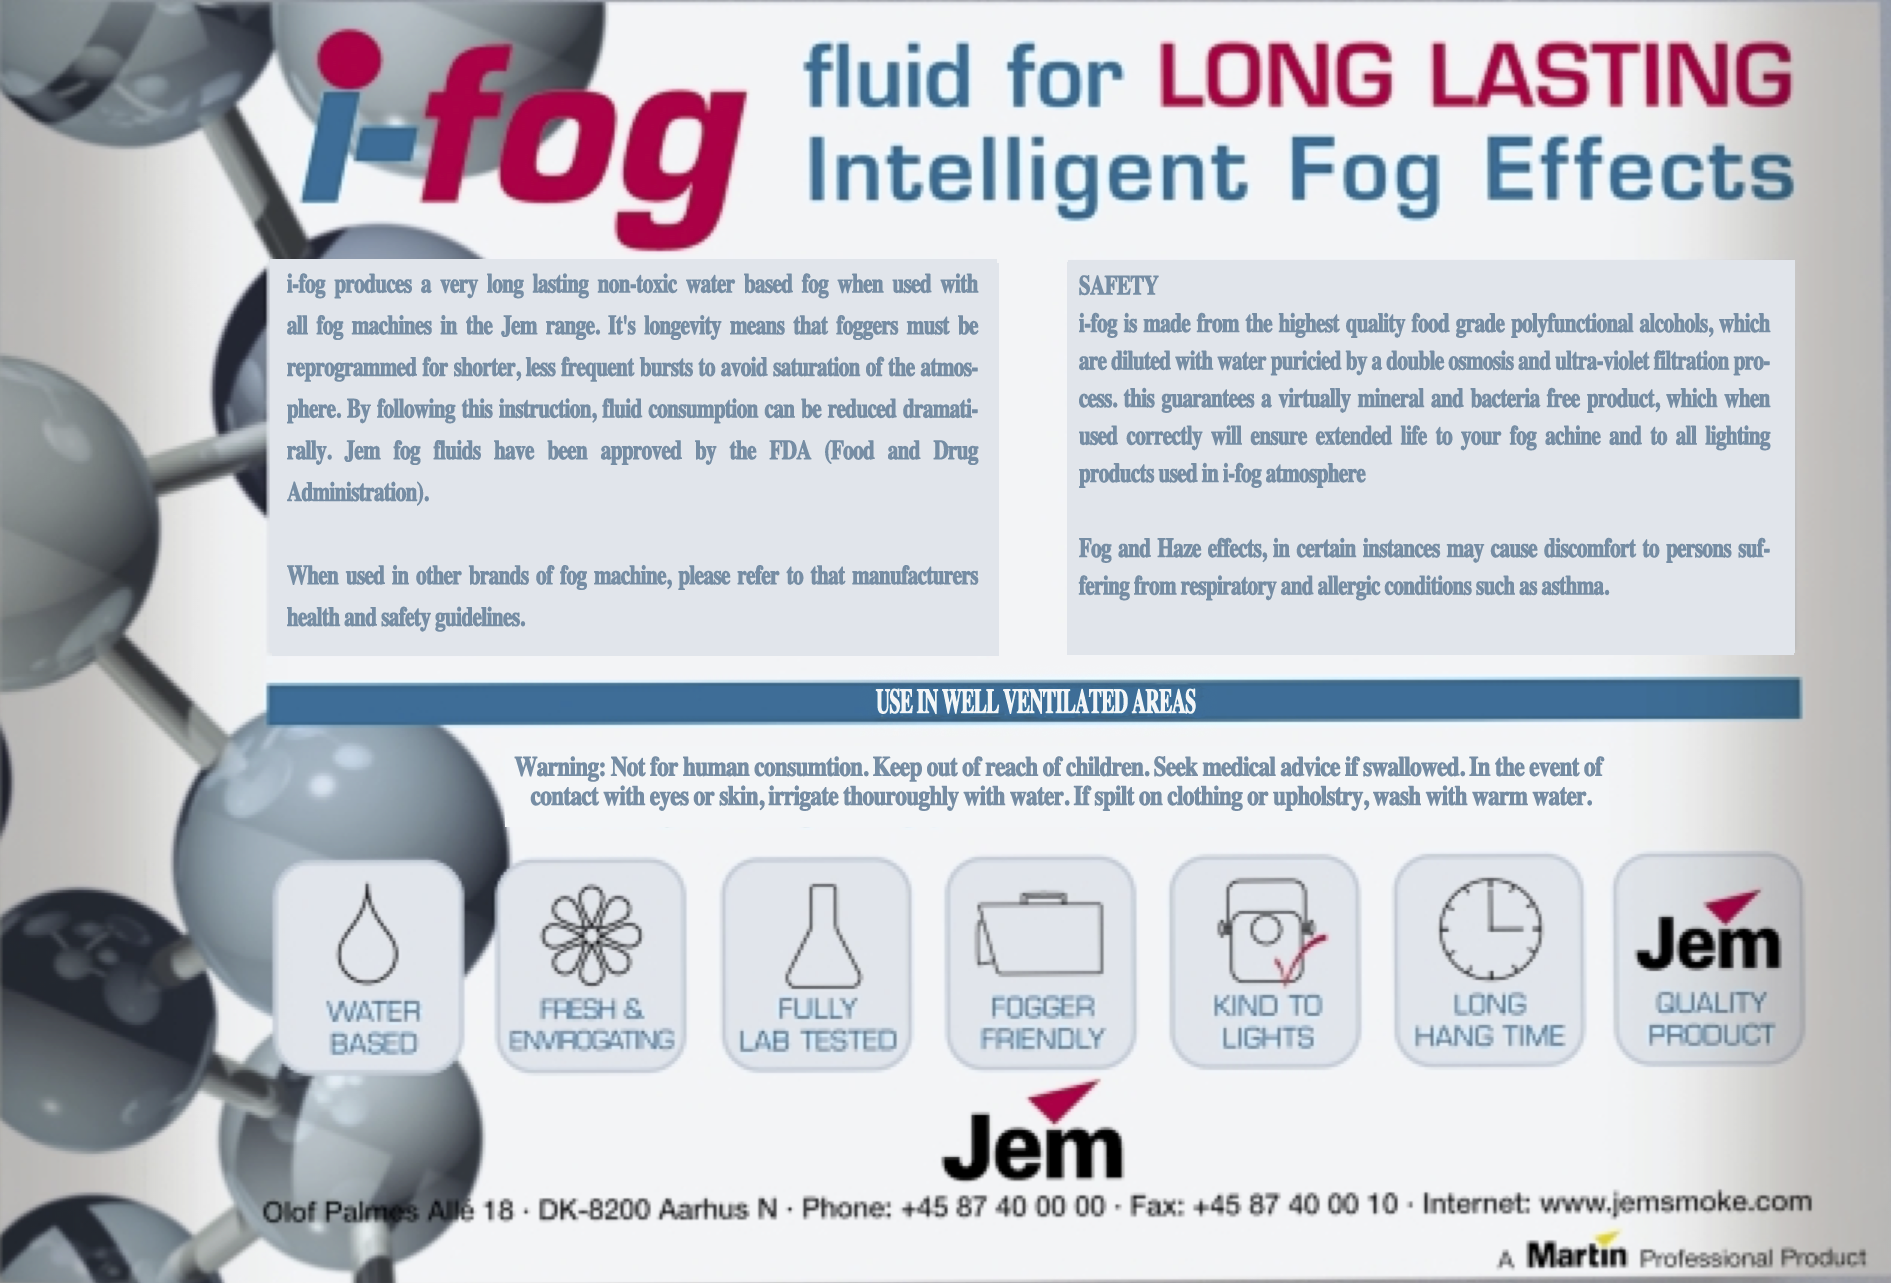 i-fog
fluid for LONG LASTING
Intelligent Fog Effects
i-fog produces a very long lasting non-toxic water based fog when used with
all fog machines in the Jem range. It's longevity means that foggers must be
reprogrammed for shorter, less frequent bursts to avoid saturation of the atmos-
phere. By following this instruction, fluid consumption can be reduced dramati-
rally. Jem fog fluids have been approved by the FDA (Food and Drug
Administration).
When used in other brands of fog machine, please refer to that manufacturers
health and safety guidelines.
SAFETY
i-fog is made from the highest quality food grade polyfunctional alcohols, which
are diluted with water puricied by a double osmosis and ultra-violet filtration pro-
cess. this guarantees a virtually mineral and bacteria free product, which when
used correctly will ensure extended life to your fog achine and to all lighting
products used in i-fog atmosphere
Fog and Haze effects, in certain instances may cause discomfort to persons suf-
fering from respiratory and allergic conditions such as asthma.
USE IN WELL VENTILATED AREAS
Warning: Not for human consumtion. Keep out of reach of children. Seek medical advice if swallowed. In the event of
contact with eyes or skin, irrigate thouroughly with water. If spilt on clothing or upholstry, wash with warm water.
WATER
BASED
FRESH &
ENVIROGATING
FULLY
LAB TESTED
FOGGER
FRIENDLY
KIND TO
LIGHTS
LONG
HANG TIME
Jem
QUALITY
PRODUCT
Jem
Olof Palmes Allé 18 · DK-8200 Aarhus N · Phone: +45 87 40 00 00 · Fax: +45 87 40 00 10 · Internet: www.jemsmoke.com
A Martin Professional Product